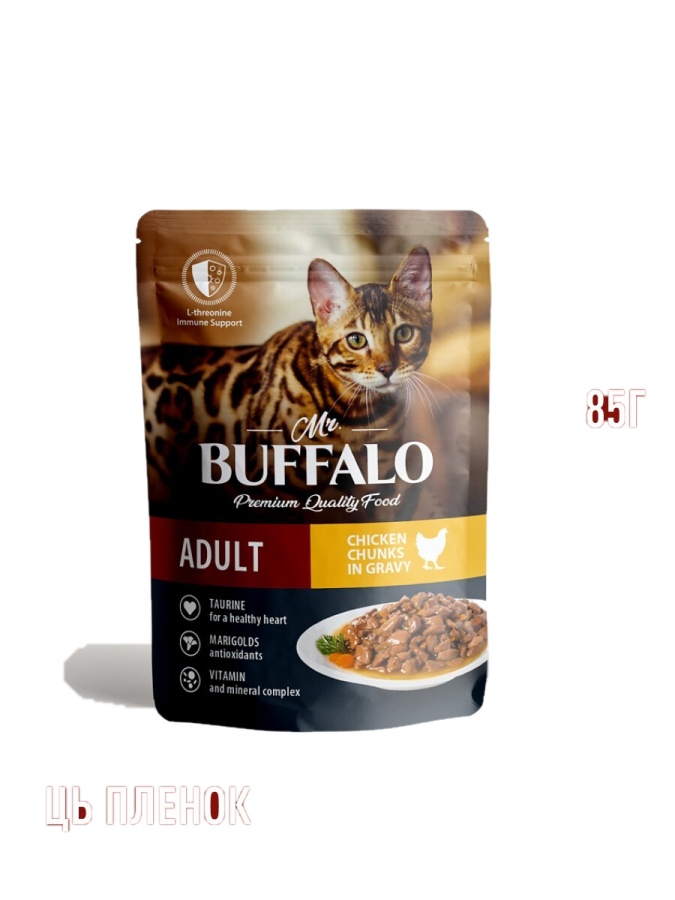 L-threonine
Immune Support
Mr.
BUFFALO
Premium Quality Food
ADULT
CHICKEN
CHUNKS
IN GRAVY
TAURINE
for a healthy heart
MARIGOLDS
antioxidants
VITAMIN
and mineral complex
85Г
ЦЬ ПЛЕНОК